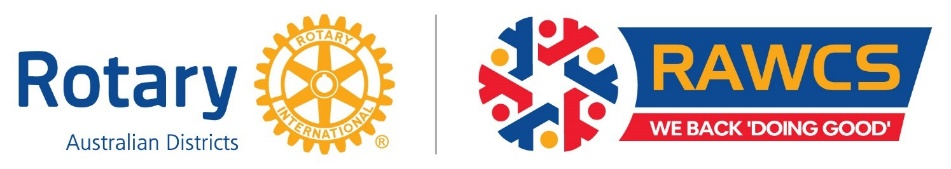 Rotary
Australian Districts
ROTARY
INTERNATIONAL
®
RAWCS
WE BACK 'DOING GOOD'